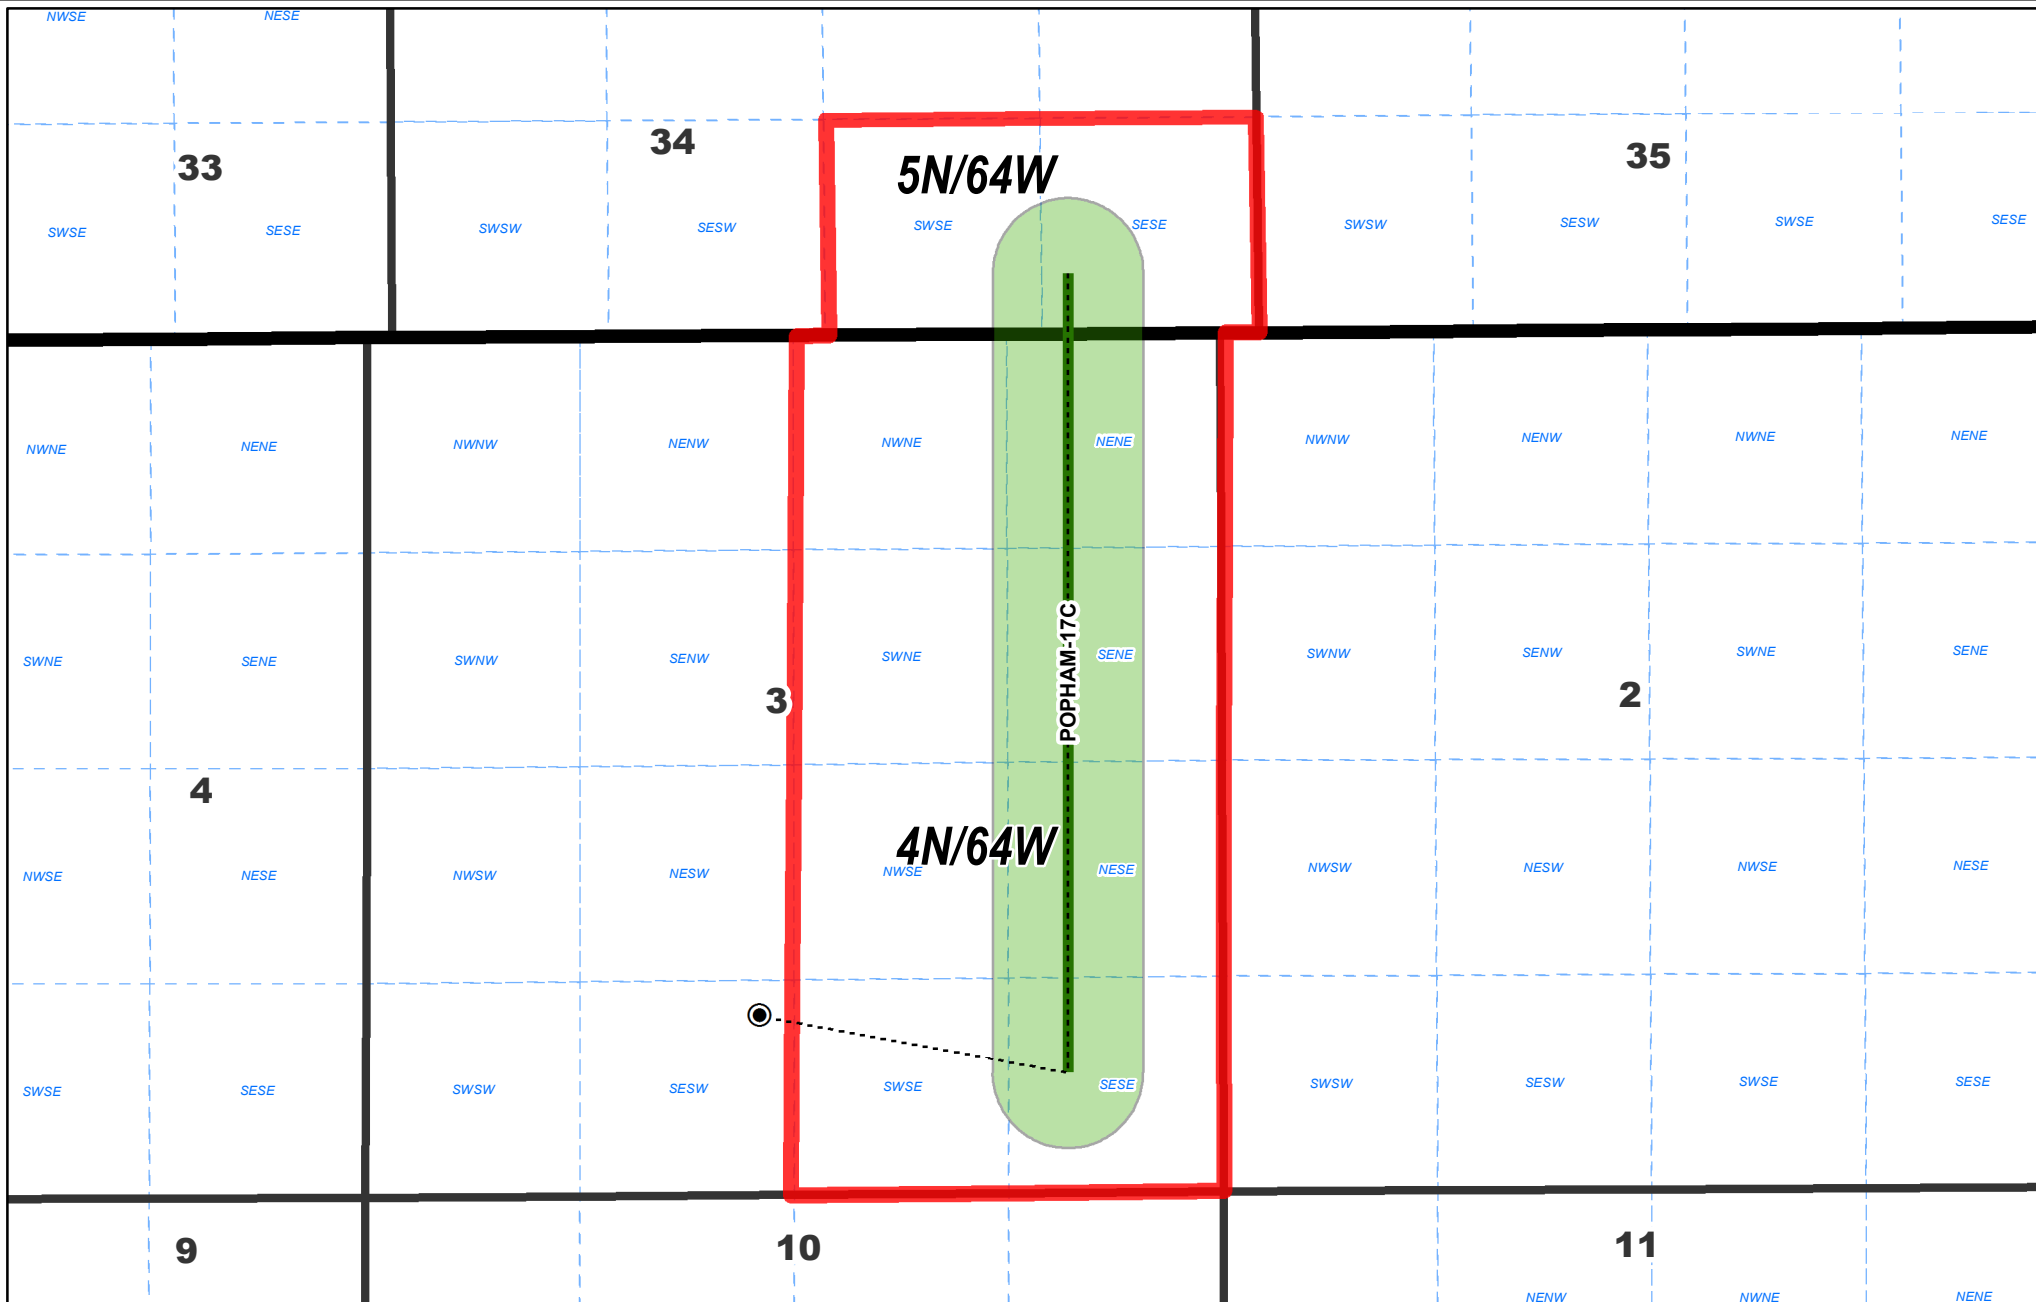 NWSE NESE
33 34 35
5N/64W
SWSE SESE SWSW SESW SWSE SESE SWSW SESW SWSE SESE
NWNE NENE NWNW NENW NWNE NENE NWNW NENW NWNE NENE
SWNE SENE SWNW SENW SWNE SENE SWNW SENW SWNE SENE
POPHAM-17C
3 2
4
4N/64W
NWSE NESE NWSW NESW NWSE NESE NWSW NESW NWSE NESE
SWSE SESE SWSW SESW SWSE SESE SWSW SESW SWSE SESE
9 10 11
NENW NWNE NENE